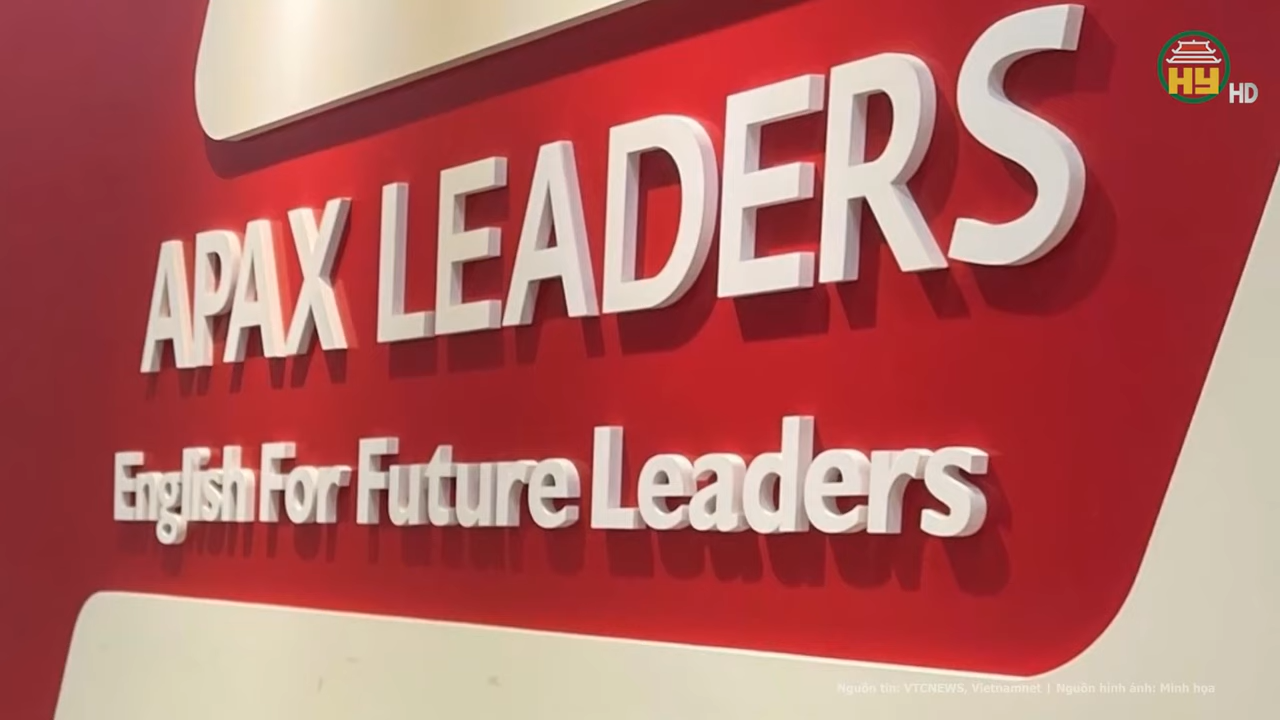 HY HD
APAX LEADERS
English For Future Leaders
Nguồn tin: VTCNEWS, Vietnamnet | Nguồn hình ảnh: Minh họa